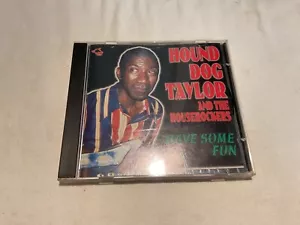 HOUND
DOG
TAYLOR
AND THE
HOUSEROCKERS
HAVE SOME
FUN